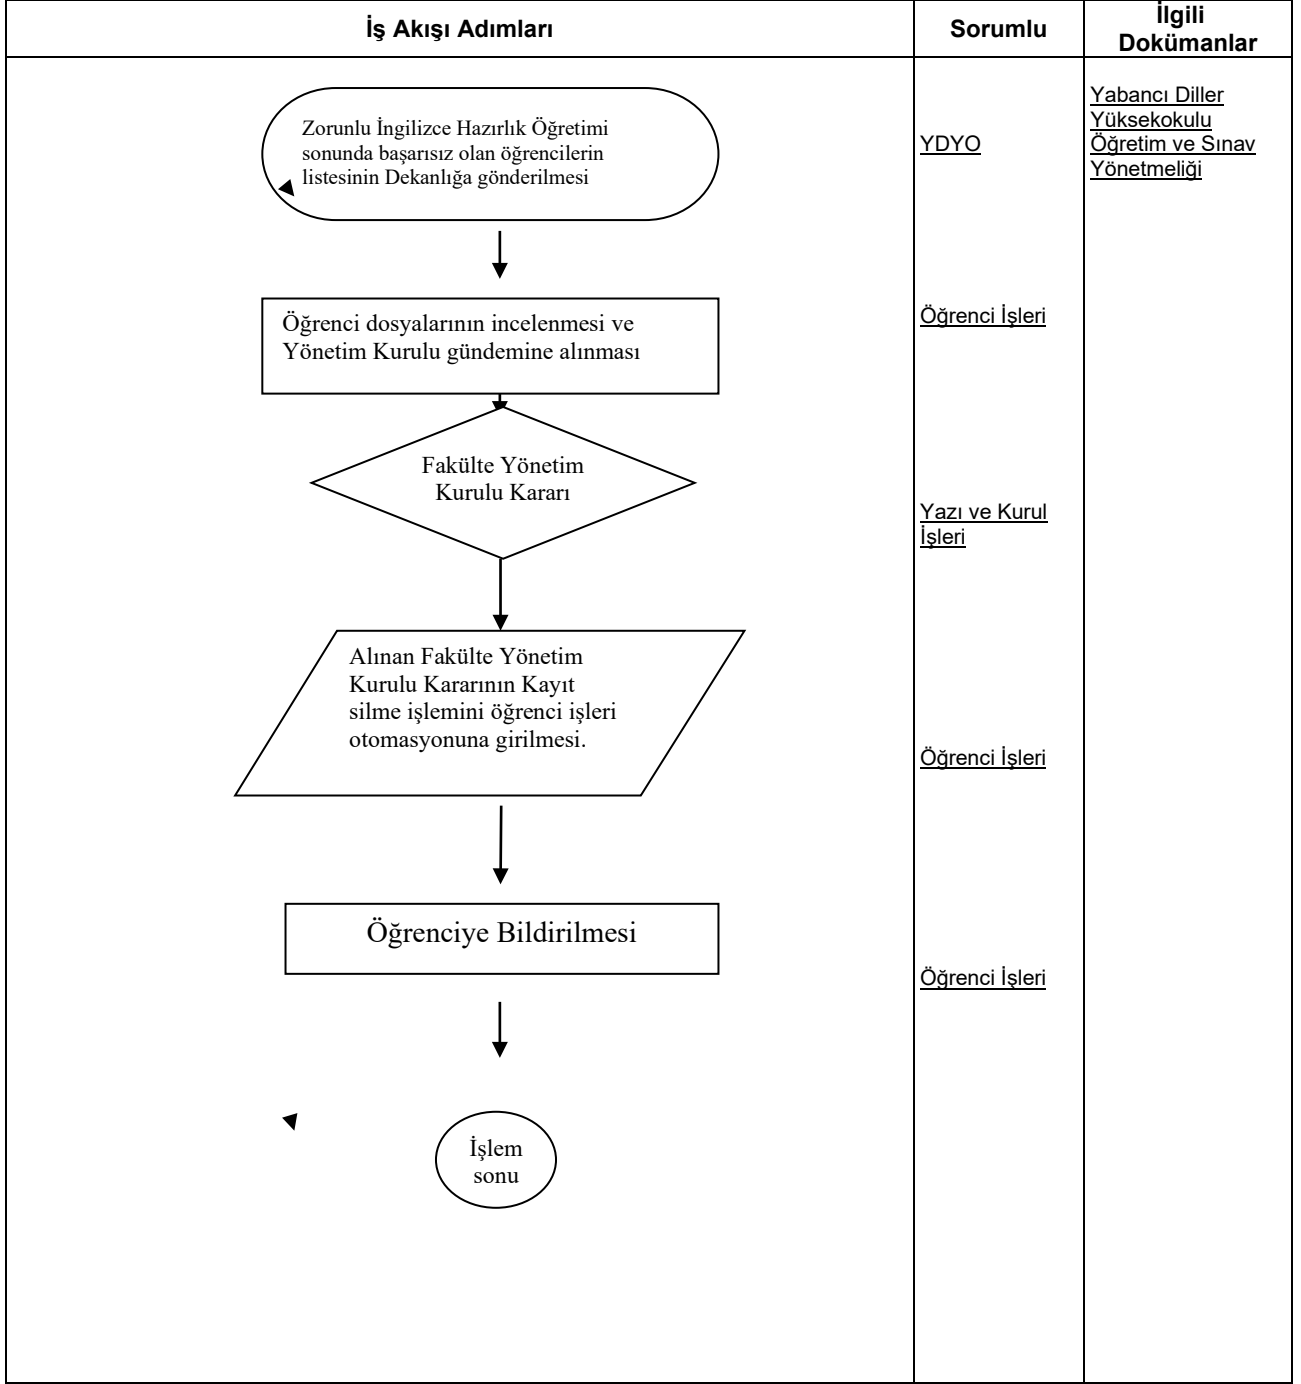 İş Akışı Adımları
Sorumlu
İlgili
Dokümanlar
Zorunlu İngilizce Hazırlık Öğretimi
sonunda başarısız olan öğrencilerin
listesinin Dekanlığa gönderilmesi
YDYO
Yabancı Diller
Yüksekokulu
Öğretim ve Sınav
Yönetmeliği
Öğrenci dosyalarının incelenmesi ve
Yönetim Kurulu gündemine alınması
Öğrenci İşleri
Fakülte Yönetim
Kurulu Kararı
Yazı ve Kurul
İşleri
Alınan Fakülte Yönetim
Kurulu Kararının Kayıt
silme işlemini öğrenci işleri
otomasyonuna girilmesi.
Öğrenci İşleri
Öğrenciye Bildirilmesi
Öğrenci İşleri
İşlem
sonu